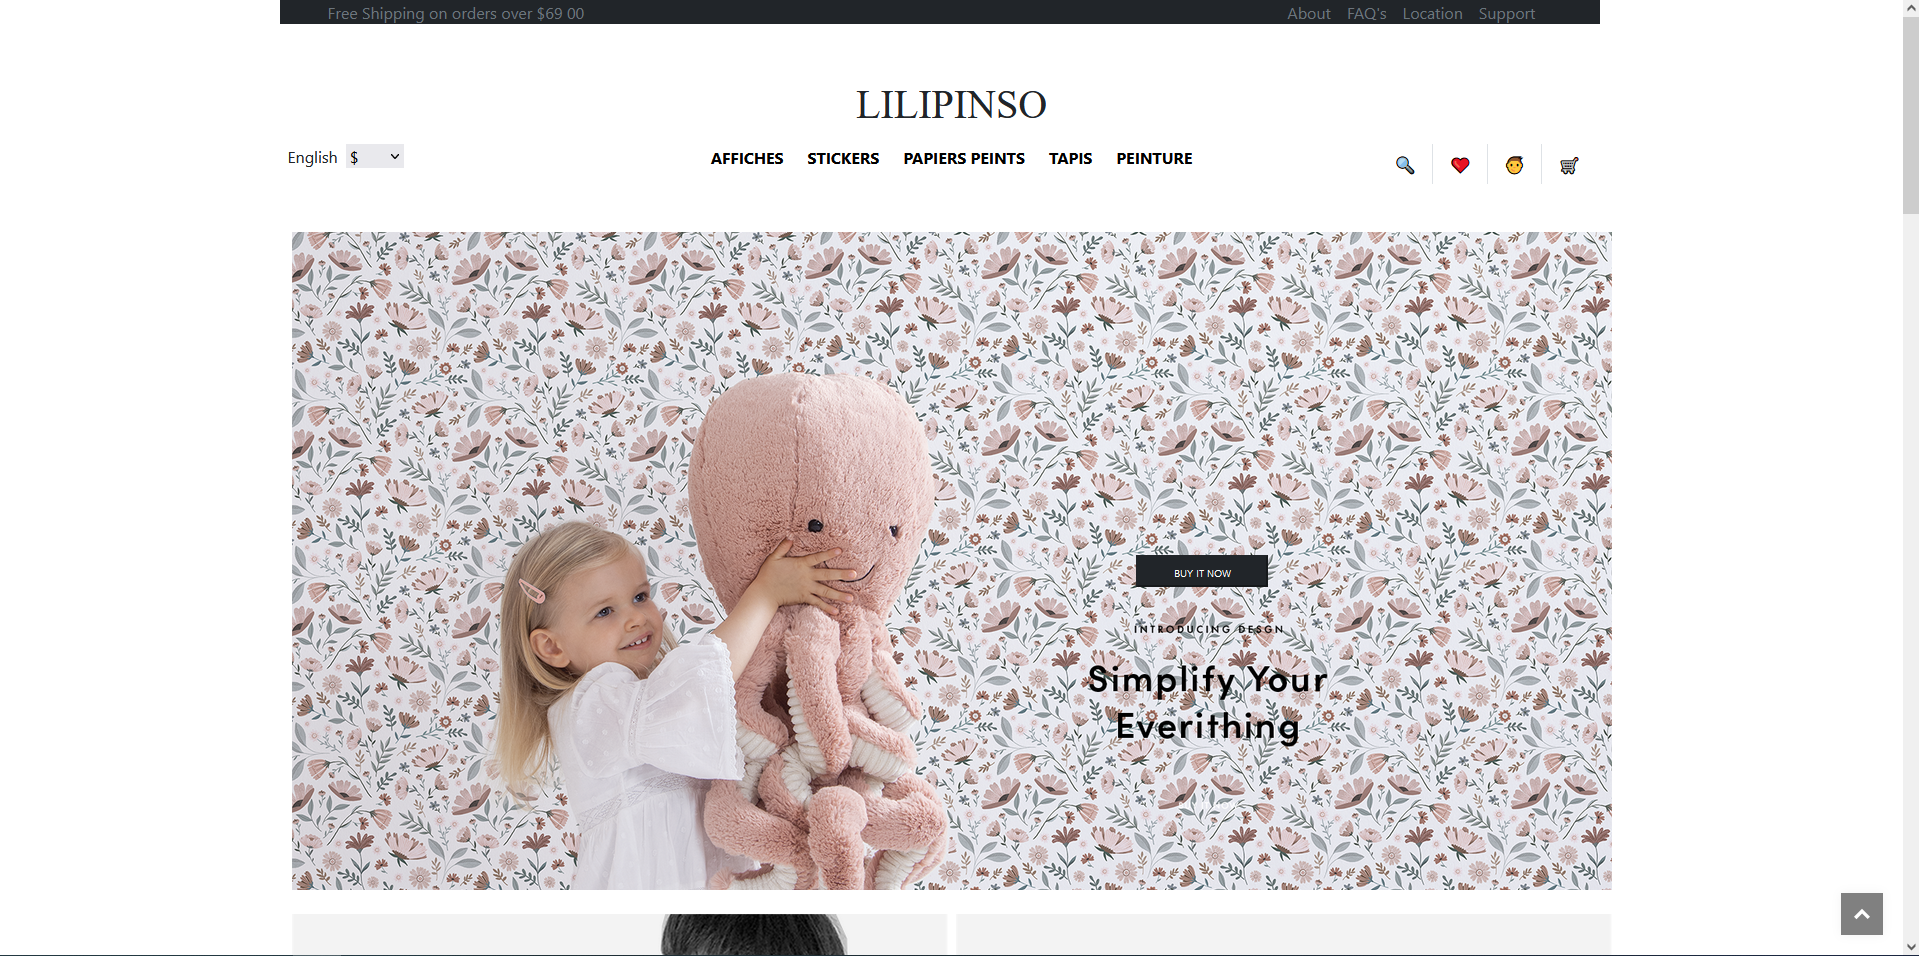 Free Shipping on orders over $69 00
About FAQ's Location Support
LILIPINSO
English $
AFFICHES STICKERS PAPIERS PEINTS TAPIS PEINTURE
BUY IT NOW
INTRODUCING DESGN
Simplify Your
Everithing